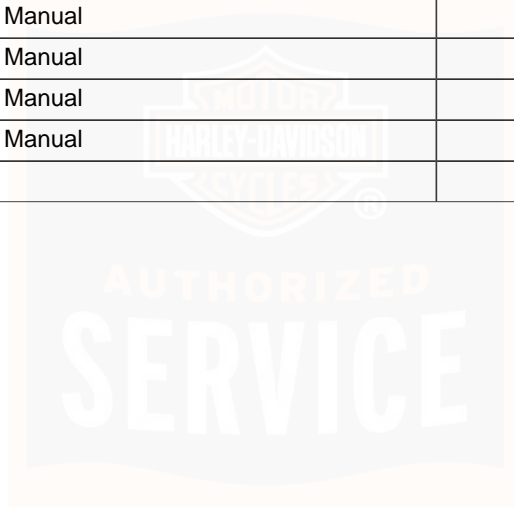 Manual
Manual
Manual
Manual
MOTOR
HARLEY-DAVIDSON
CYCLES
®
AUTHORIZED
SERVICE